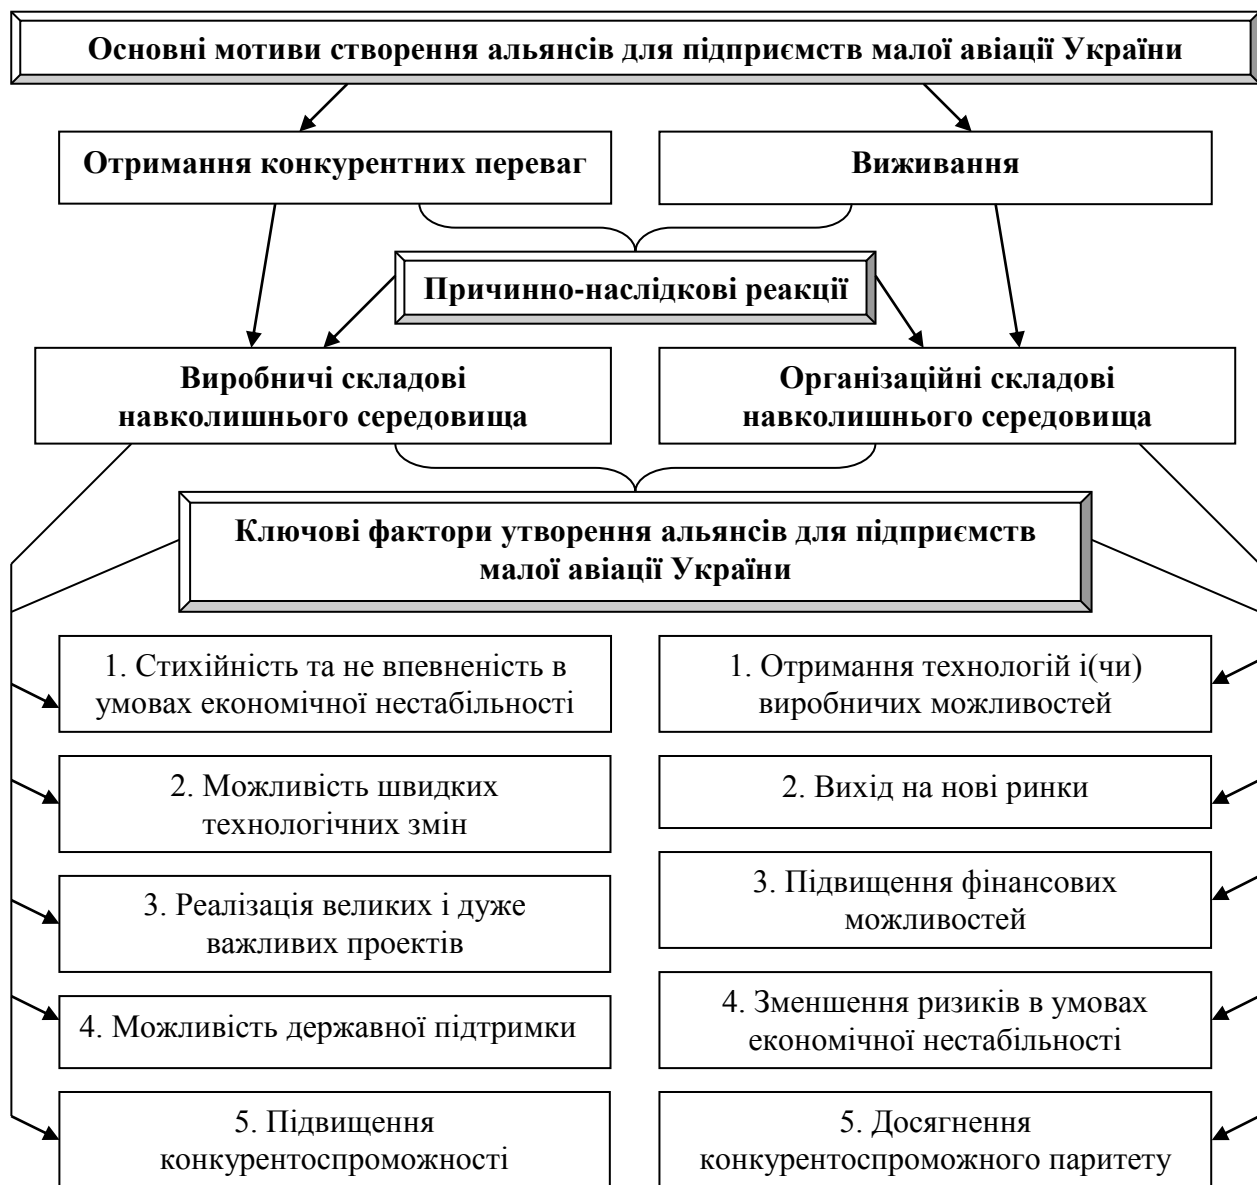 Основні мотиви створення альянсів для підприємств малої авіації України
Отримання конкурентних переваг
Виживання
Причинно-наслідкові реакції
Виробничі складові
навколишнього середовища
Організаційні складові
навколишнього середовища
Ключові фактори утворення альянсів для підприємств
малої авіації України
1. Стихійність та не впевненість в
умовах економічної нестабільності
2. Можливість швидких
технологічних змін
3. Реалізація великих і дуже
важливих проектів
4. Можливість державної підтримки
5. Підвищення
конкурентоспроможності
1. Отримання технологій і(чи)
виробничих можливостей
2. Вихід на нові ринки
3. Підвищення фінансових
можливостей
4. Зменшення ризиків в умовах
економічної нестабільності
5. Досягнення
конкурентоспроможного паритету